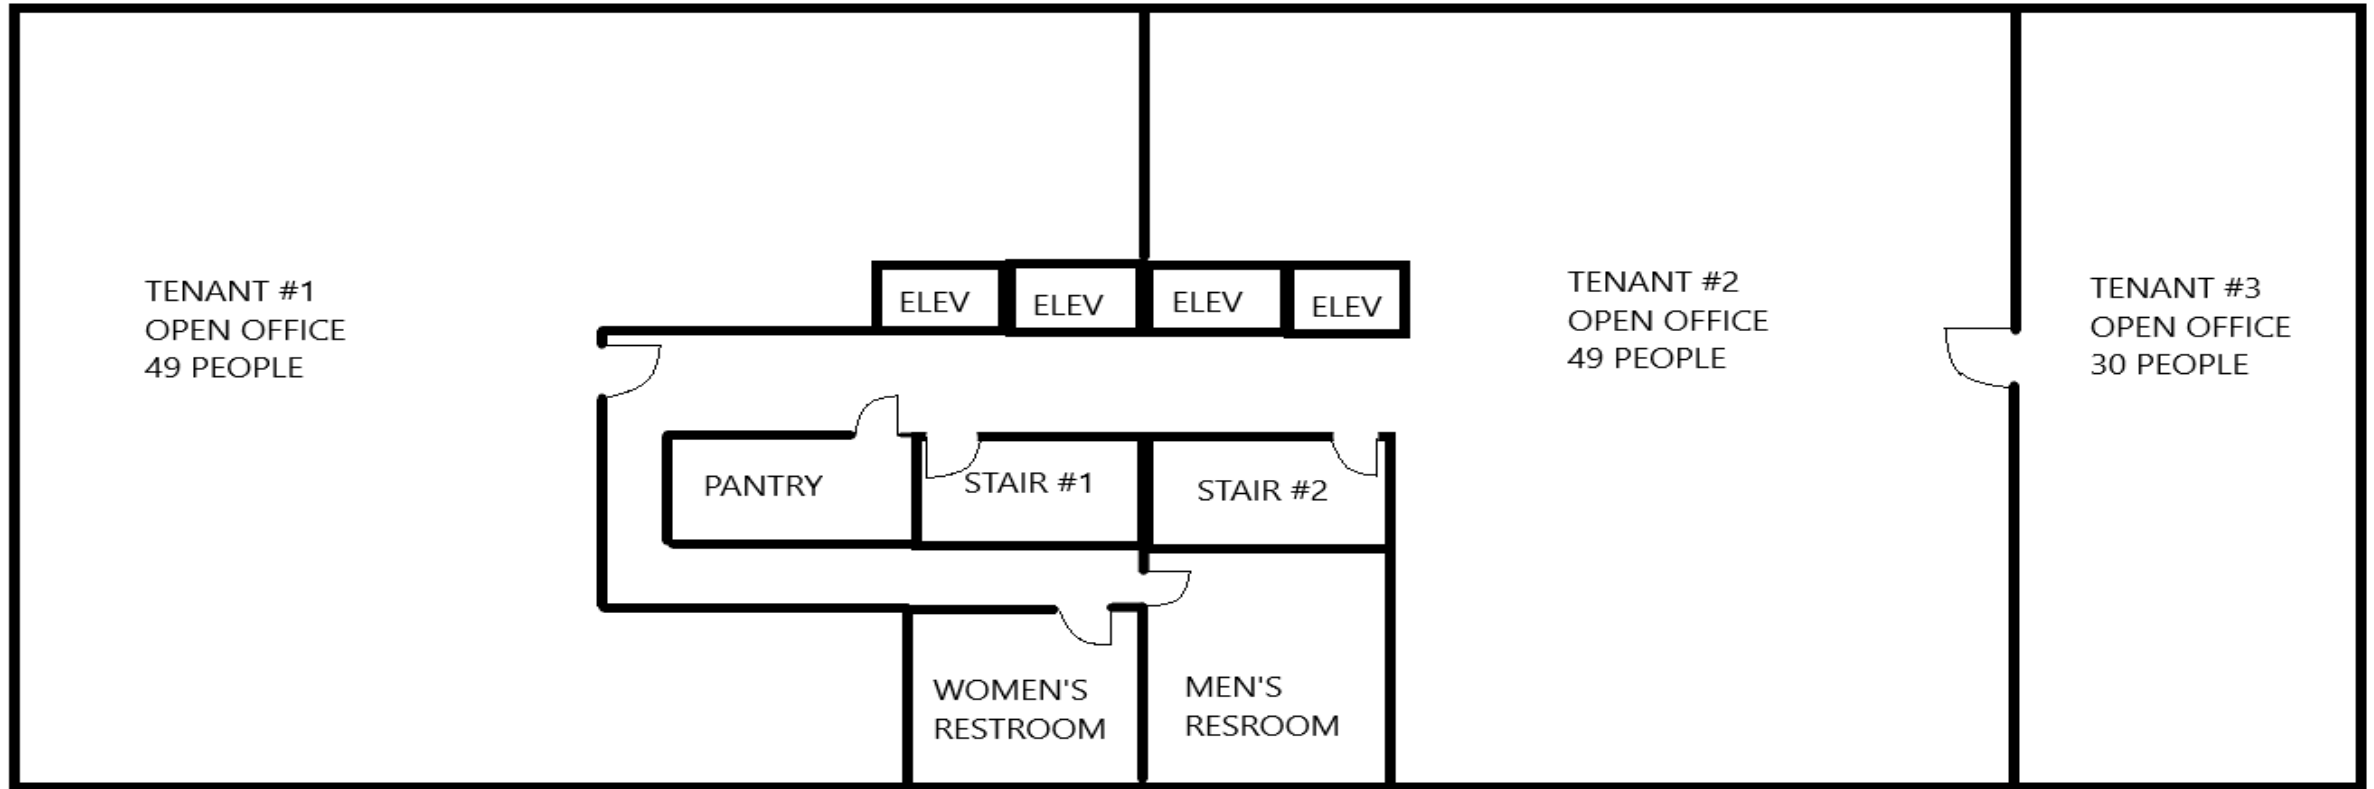 TENANT #1
OPEN OFFICE
49 PEOPLE
ELEV
ELEV
ELEV
ELEV
TENANT #2
OPEN OFFICE
49 PEOPLE
TENANT #3
OPEN OFFICE
30 PEOPLE
PANTRY
STAIR #1
STAIR #2
WOMEN'S
RESTROOM
MEN'S
RESROOM